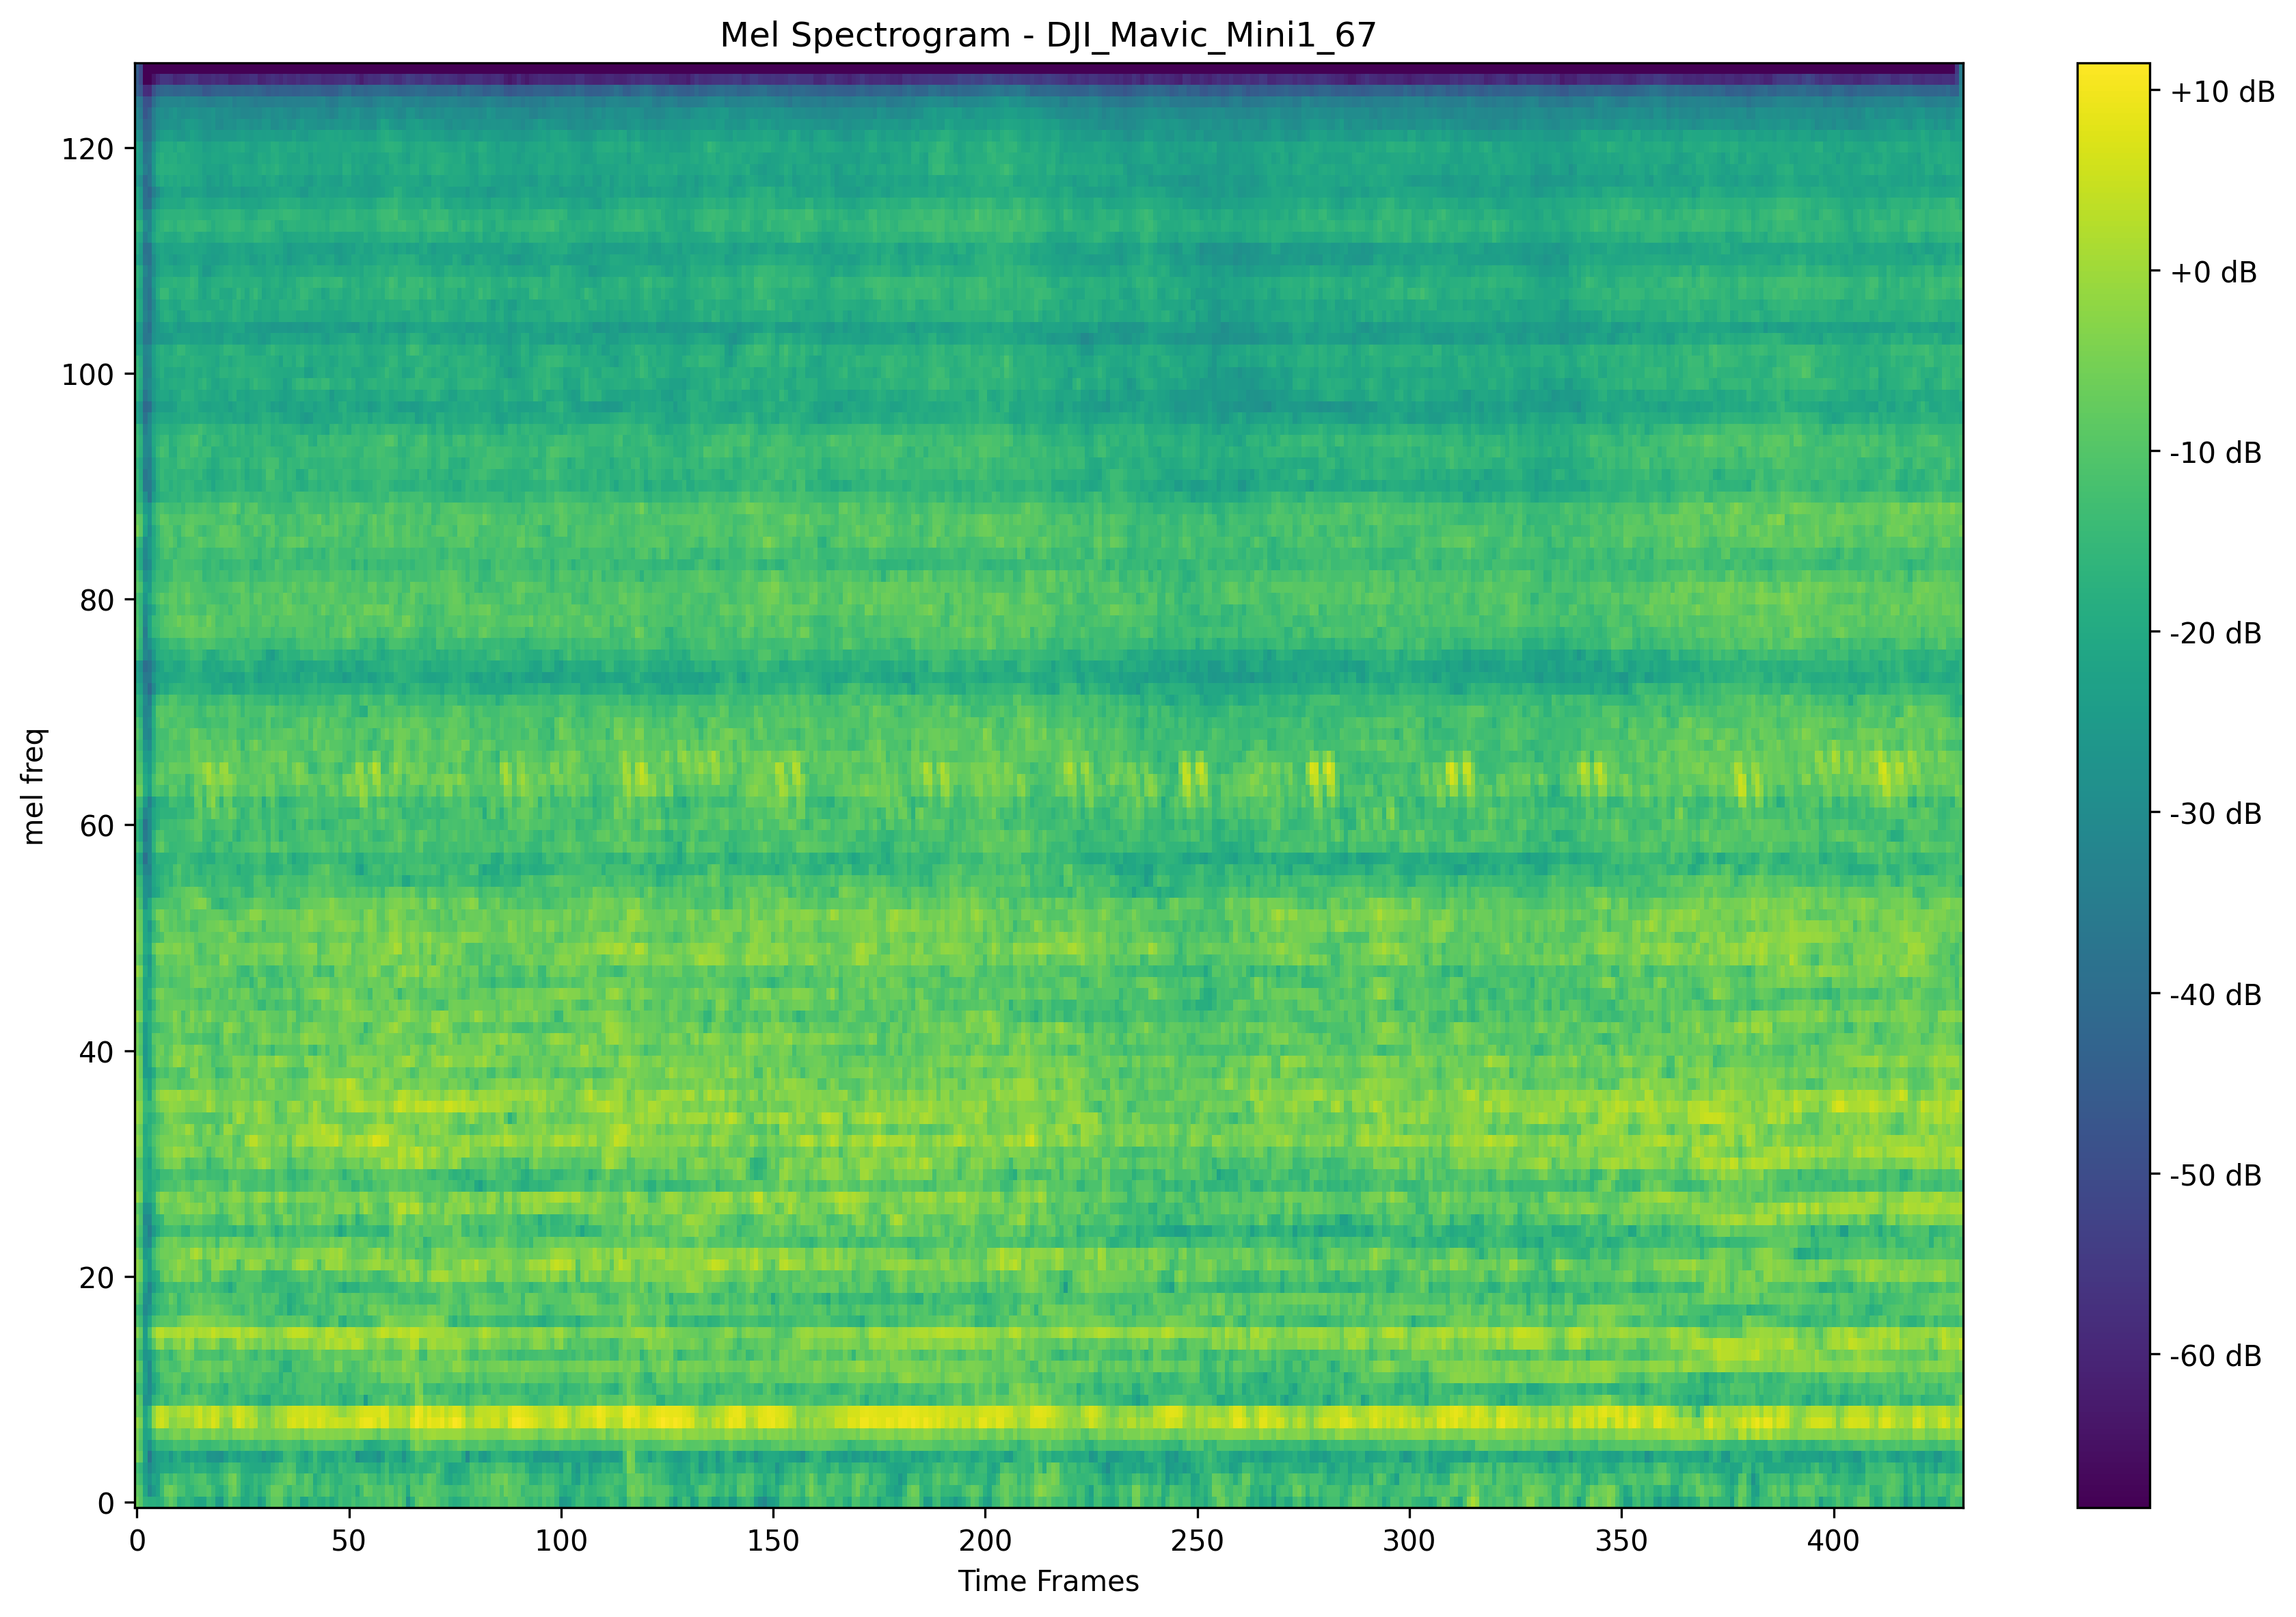 Mel Spectrogram - DJI_Mavic_Mini1_67
mel freq
120
100
80
60
40
20
0
0 50 100 150 200 250 300 350 400
Time Frames
+10 dB
+0 dB
-10 dB
-20 dB
-30 dB
-40 dB
-50 dB
-60 dB